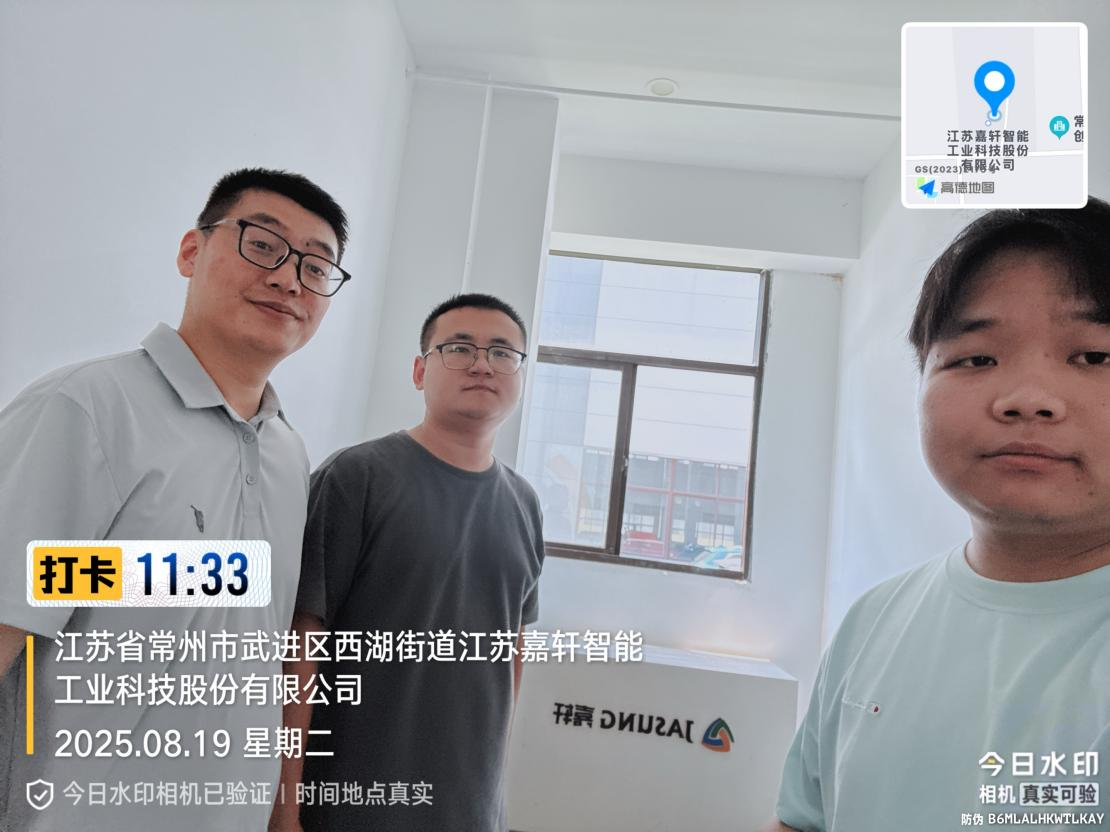 江苏嘉轩智能
工业科技股份
有限公司
常
创
高德地图
打卡 11:33
江苏省常州市武进区西湖街道江苏嘉轩智能
工业科技股份有限公司
2025.08.19 星期二
今日水印相机已验证 | 时间地点真实
JASUNG 嘉轩
今日水印
相机 真实可验
防伪 B6MLALHKWTLKAY